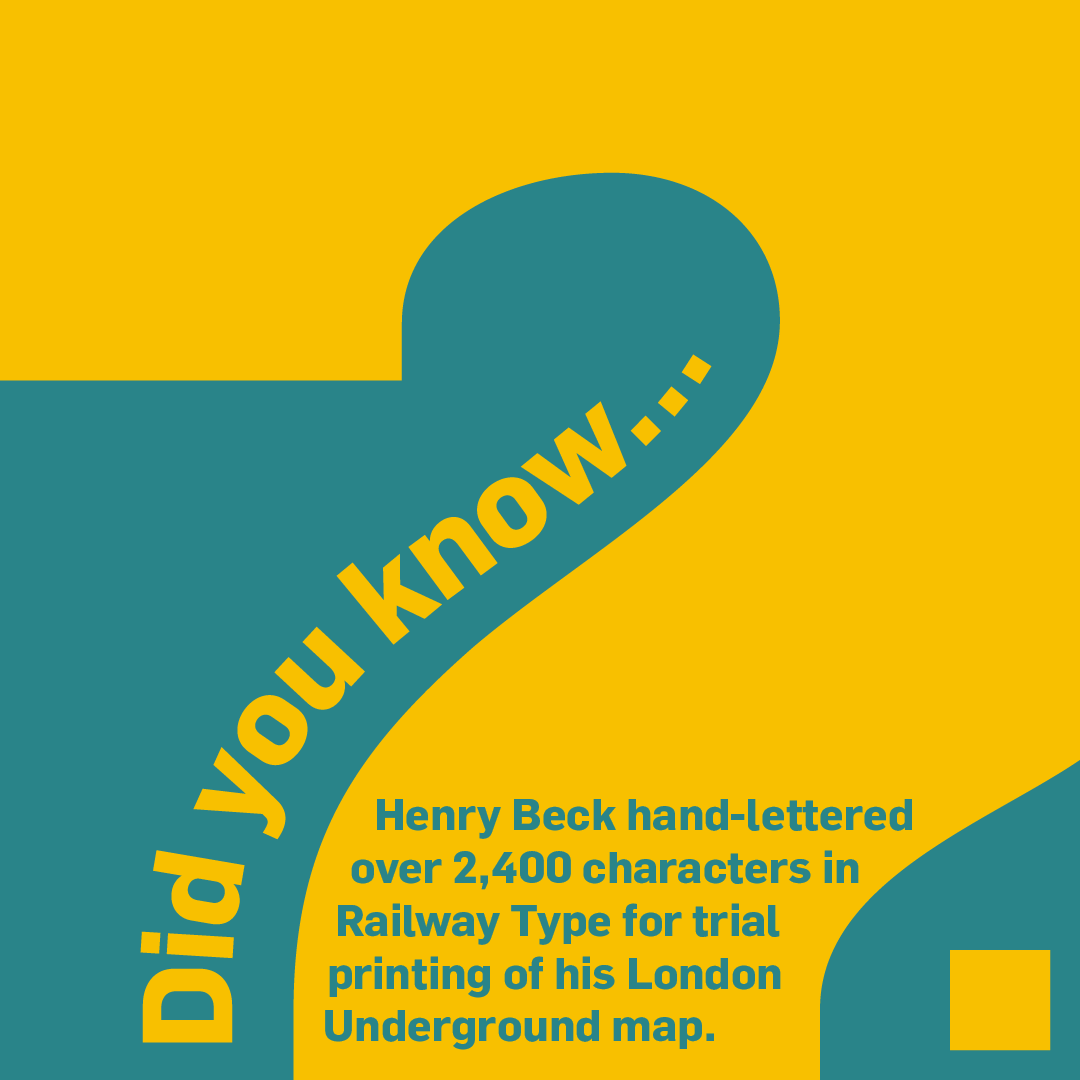 Did you know...
Henry Beck hand-lettered
over 2,400 characters in
Railway Type for trial
printing of his London
Underground map.